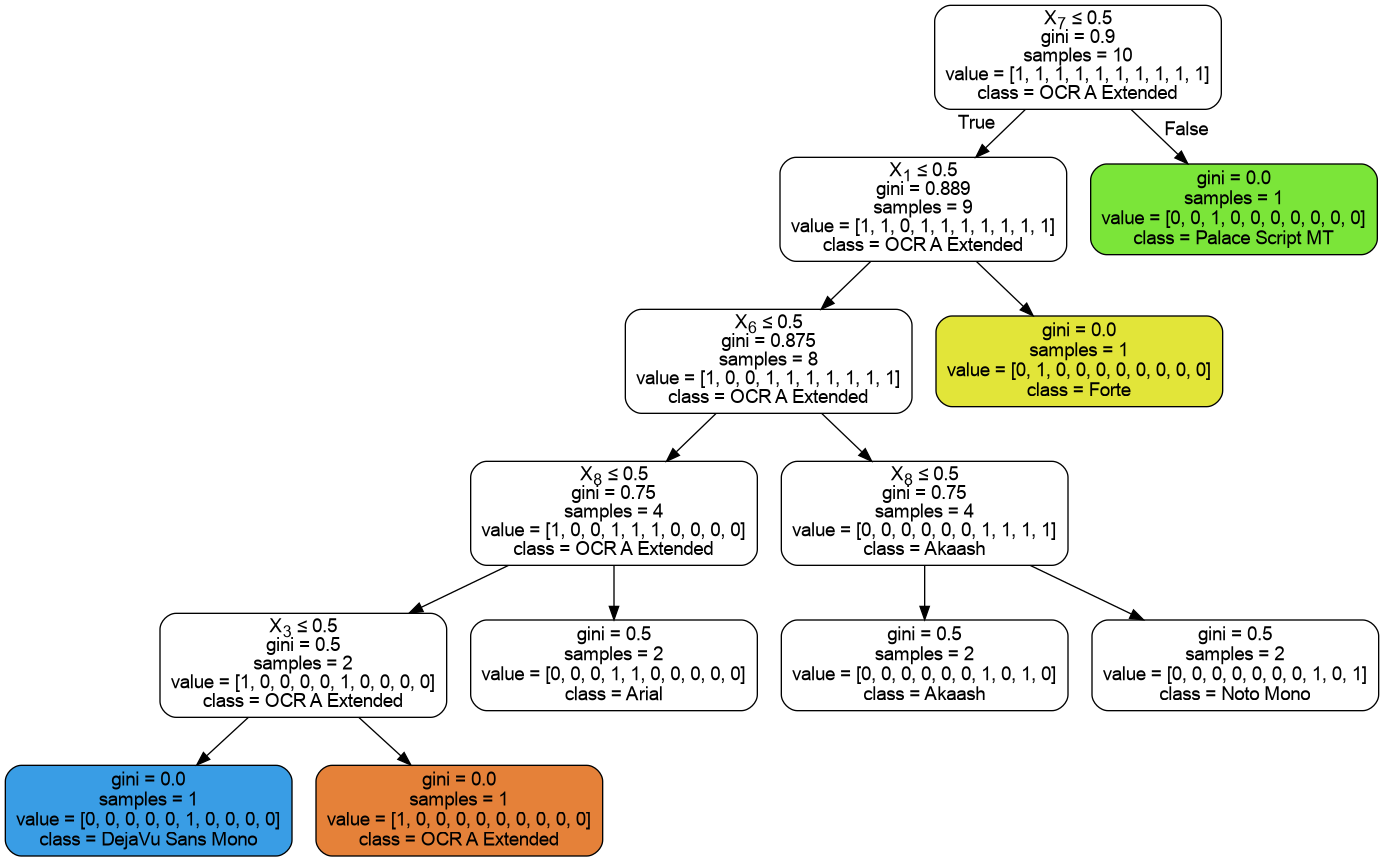 X7 ≤ 0.5
gini = 0.9
samples = 10
value = [1, 1, 1, 1, 1, 1, 1, 1, 1, 1]
class = OCR A Extended
True
False
X1 ≤ 0.5
gini = 0.889
samples = 9
value = [1, 1, 0, 1, 1, 1, 1, 1, 1, 1]
class = OCR A Extended
gini = 0.0
samples = 1
value = [0, 0, 1, 0, 0, 0, 0, 0, 0, 0]
class = Palace Script MT
X6 ≤ 0.5
gini = 0.875
samples = 8
value = [1, 0, 0, 1, 1, 1, 1, 1, 1, 1]
class = OCR A Extended
gini = 0.0
samples = 1
value = [0, 1, 0, 0, 0, 0, 0, 0, 0, 0]
class = Forte
X8 ≤ 0.5
gini = 0.75
samples = 4
value = [1, 0, 0, 1, 1, 1, 0, 0, 0, 0]
class = OCR A Extended
X8 ≤ 0.5
gini = 0.75
samples = 4
value = [0, 0, 0, 0, 0, 0, 1, 1, 1, 1]
class = Akaash
X3 ≤ 0.5
gini = 0.5
samples = 2
value = [1, 0, 0, 0, 0, 1, 0, 0, 0, 0]
class = OCR A Extended
gini = 0.5
samples = 2
value = [0, 0, 0, 1, 1, 0, 0, 0, 0, 0]
class = Arial
gini = 0.5
samples = 2
value = [0, 0, 0, 0, 0, 0, 1, 0, 1, 0]
class = Akaash
gini = 0.5
samples = 2
value = [0, 0, 0, 0, 0, 0, 0, 1, 0, 1]
class = Noto Mono
gini = 0.0
samples = 1
value = [0, 0, 0, 0, 0, 1, 0, 0, 0, 0]
class = DejaVu Sans Mono
gini = 0.0
samples = 1
value = [1, 0, 0, 0, 0, 0, 0, 0, 0, 0]
class = OCR A Extended